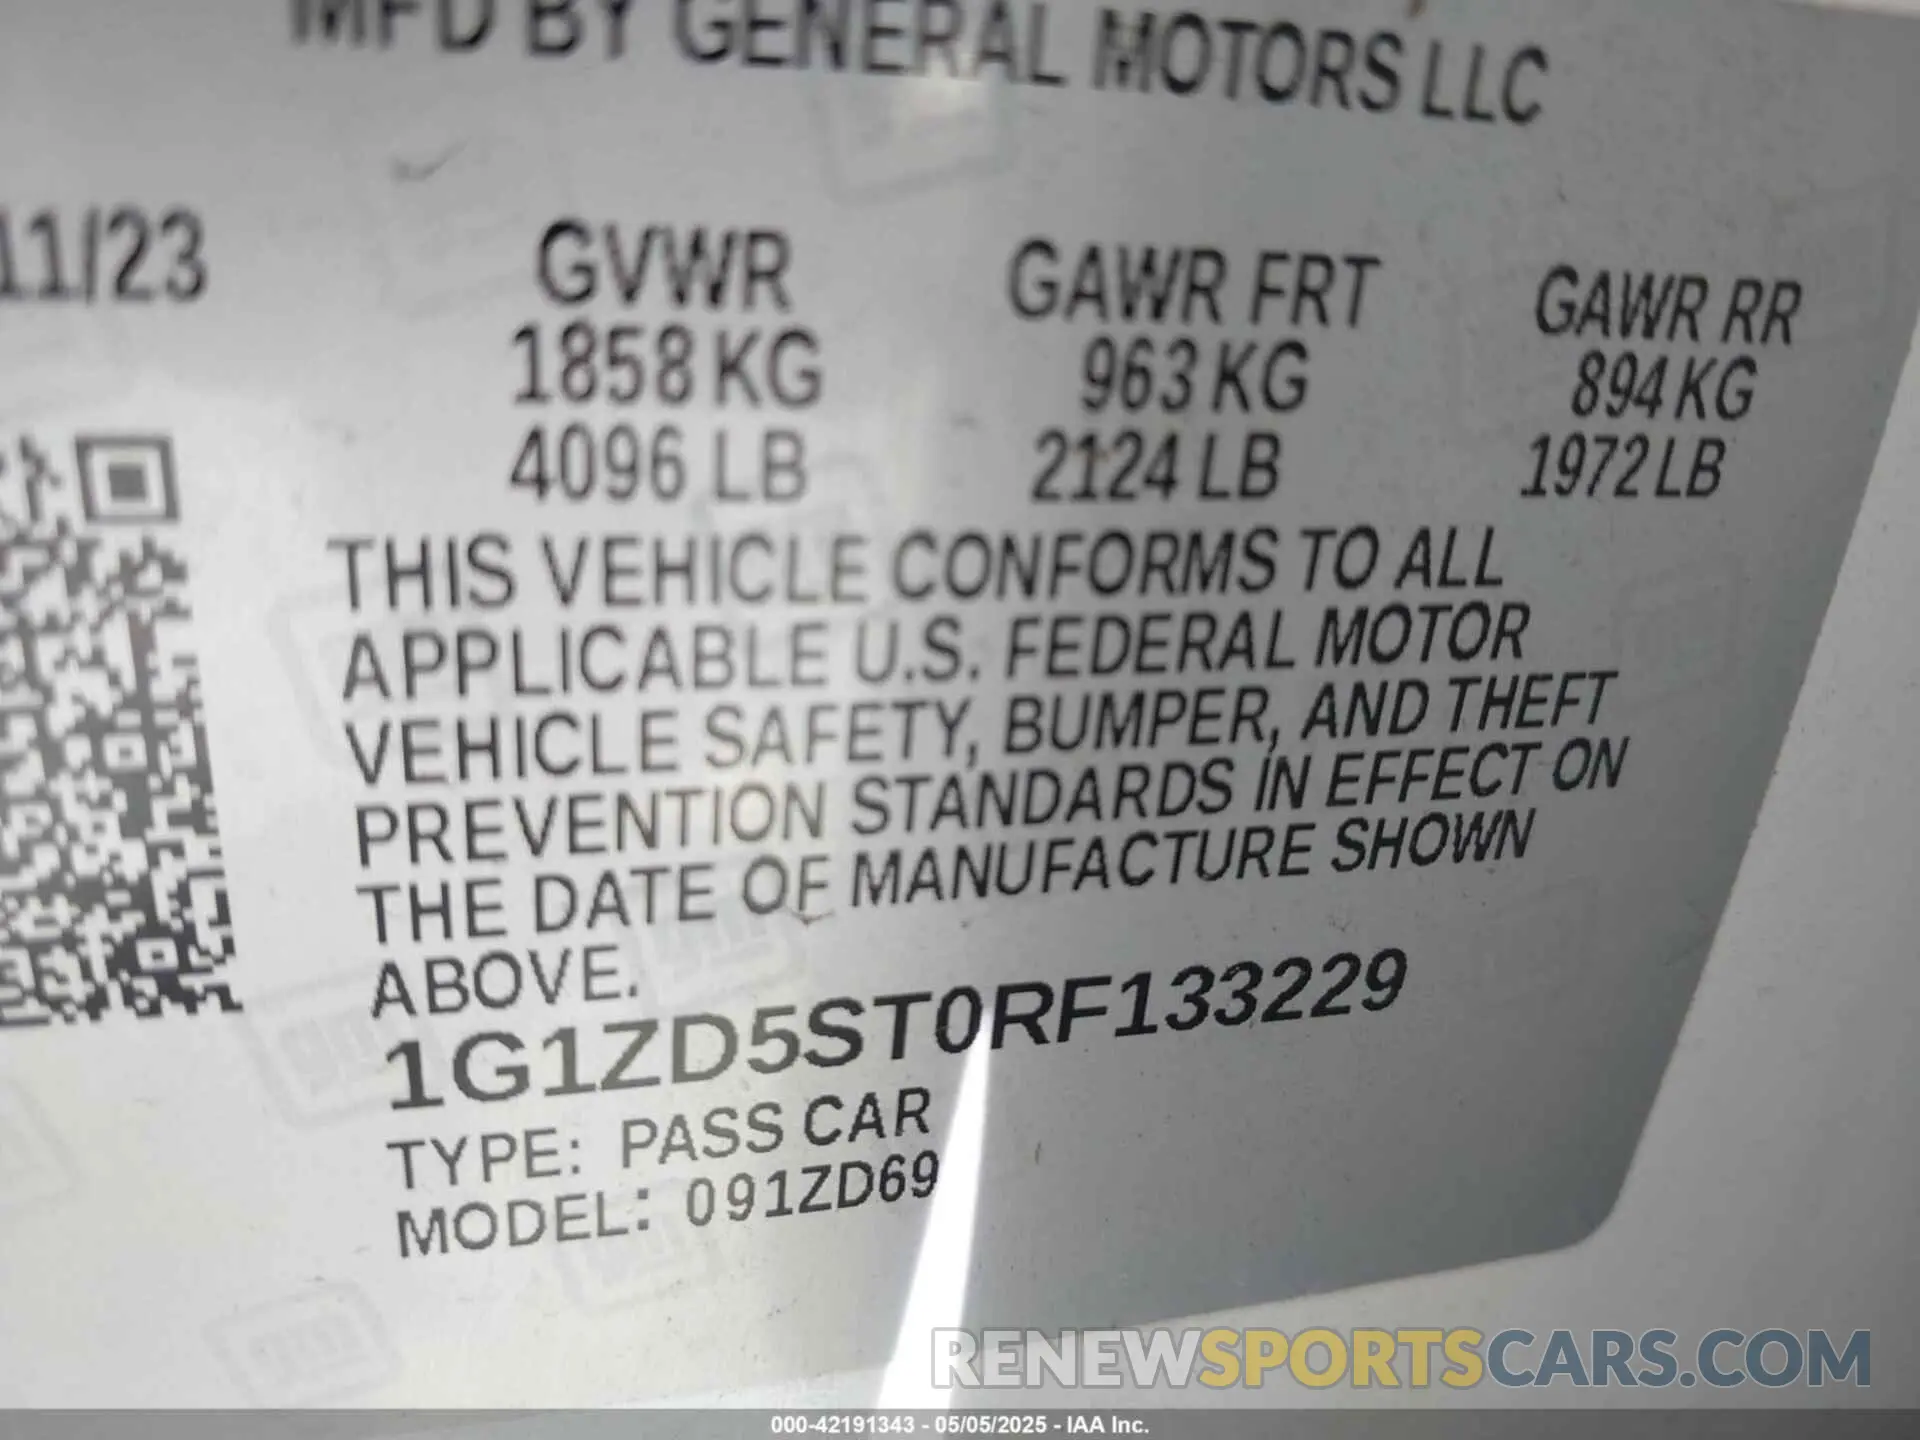 MFD BY GENERAL MOTORS LLC
11/23
GVWR
1858 KG
4096 LB
GAWR FRT
963 KG
2124 LB
GAWR RR
894 KG
1972 LB
THIS VEHICLE CONFORMS TO ALL
APPLICABLE U.S. FEDERAL MOTOR
VEHICLE SAFETY, BUMPER, AND THEFT
PREVENTION STANDARDS IN EFFECT ON
THE DATE OF MANUFACTURE SHOWN
ABOVE.
1G1ZD5ST0RF133229
TYPE: PASS CAR
MODEL: 091ZD69
RENEWSPORTSCARS.COM
000-42191343 - 05/05/2025 - IAA Inc.